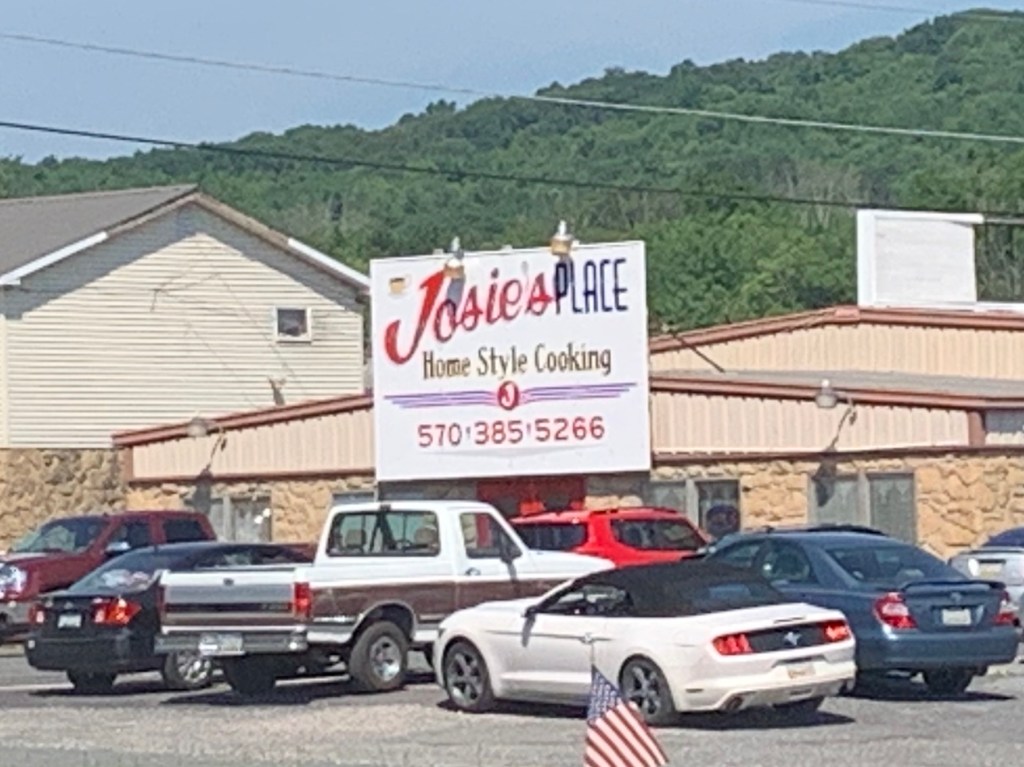 Josie's PLACE
Home Style Cooking
J
570-385-5266